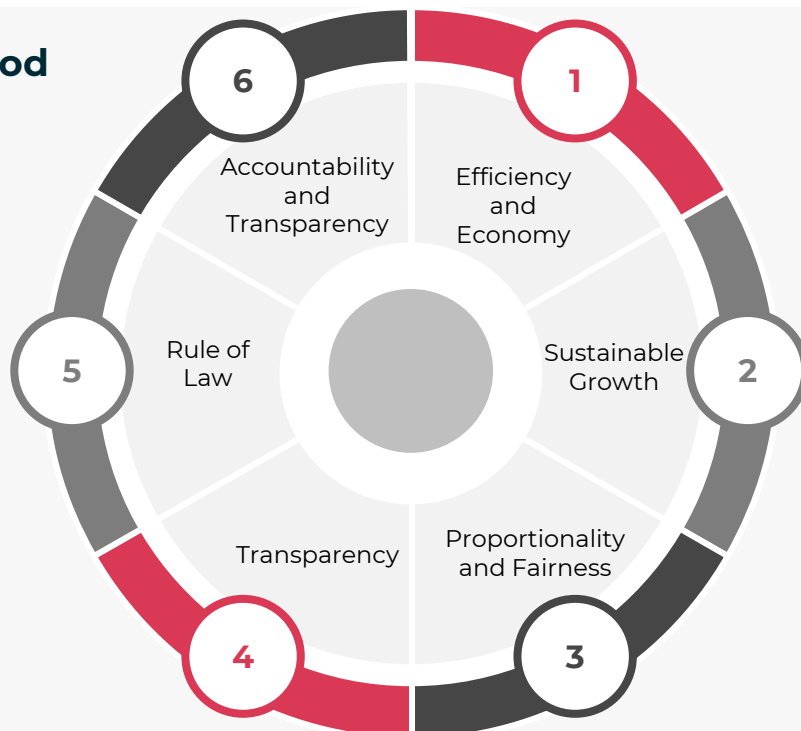 od
1
Efficiency
and
Economy
2
Sustainable
Growth
3
Proportionality
and Fairness
4
Transparency
5
Rule of
Law
6
Accountability
and
Transparency